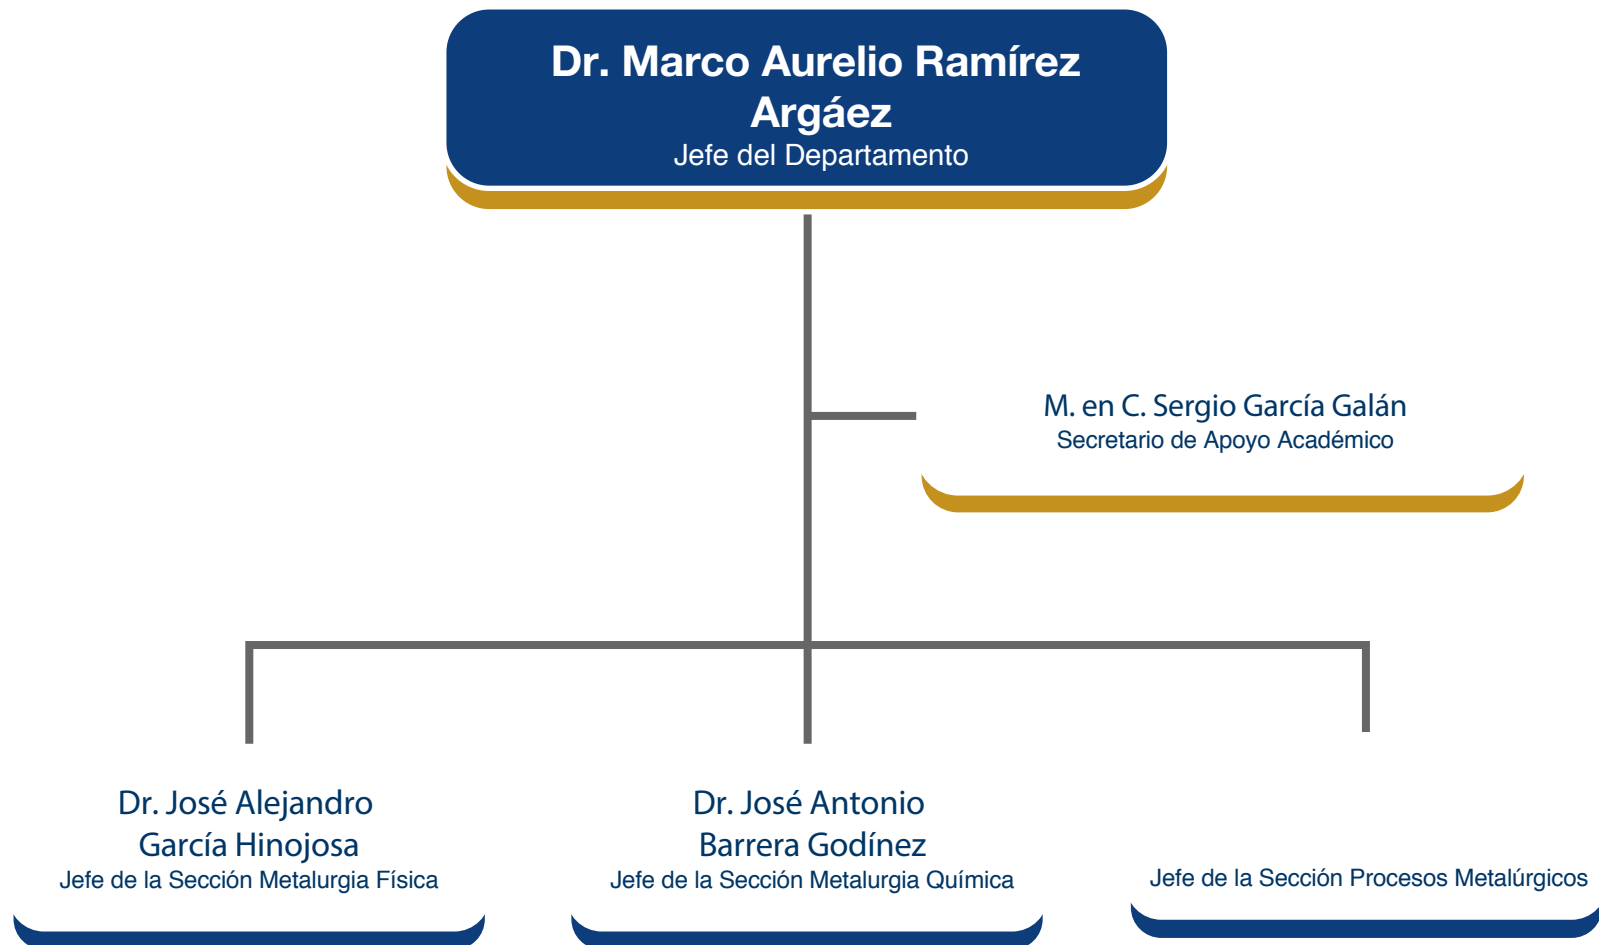 Dr. Marco Aurelio Ramírez
Argáez
Jefe del Departamento
M. en C. Sergio García Galán
Secretario de Apoyo Académico
Dr. José Alejandro
García Hinojosa
Jefe de la Sección Metalurgia Física
Dr. José Antonio
Barrera Godínez
Jefe de la Sección Metalurgia Química
Jefe de la Sección Procesos Metalúrgicos